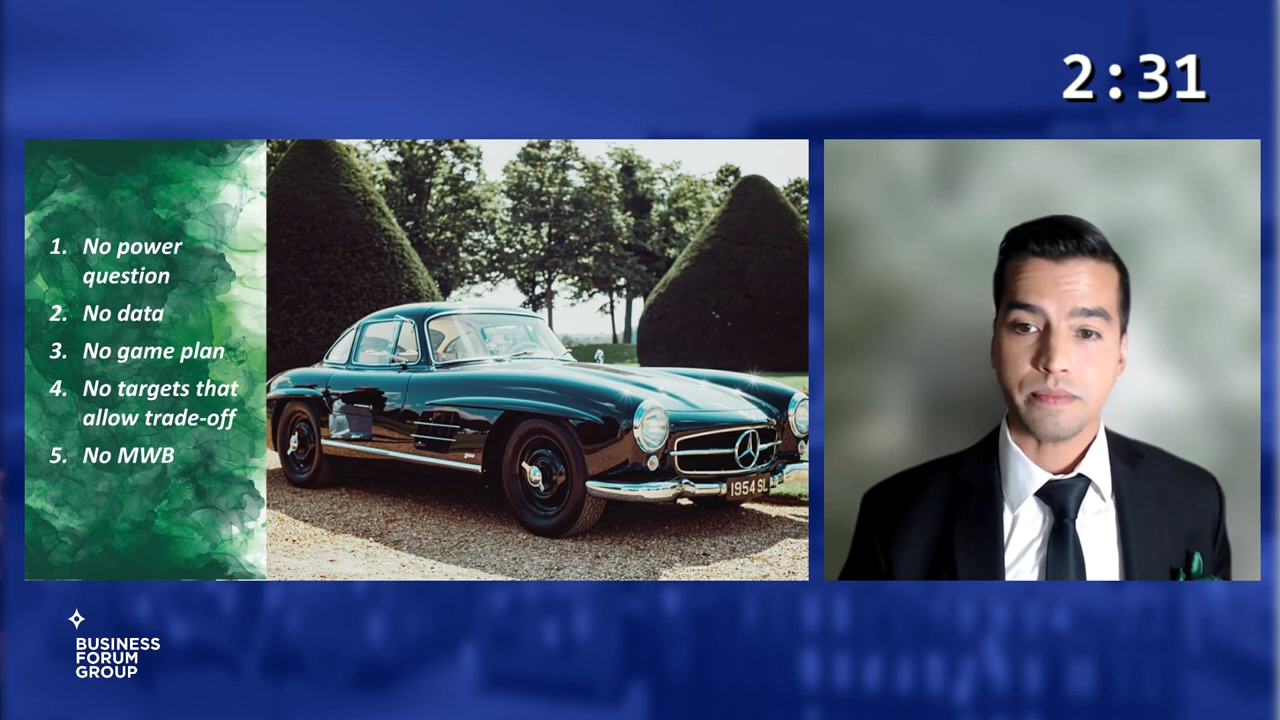 2:31
1. No power
question
2. No data
3. No game plan
4. No targets that
allow trade-off
5. No MWB
1954 SL
BUSINESS
FORUM
GROUP